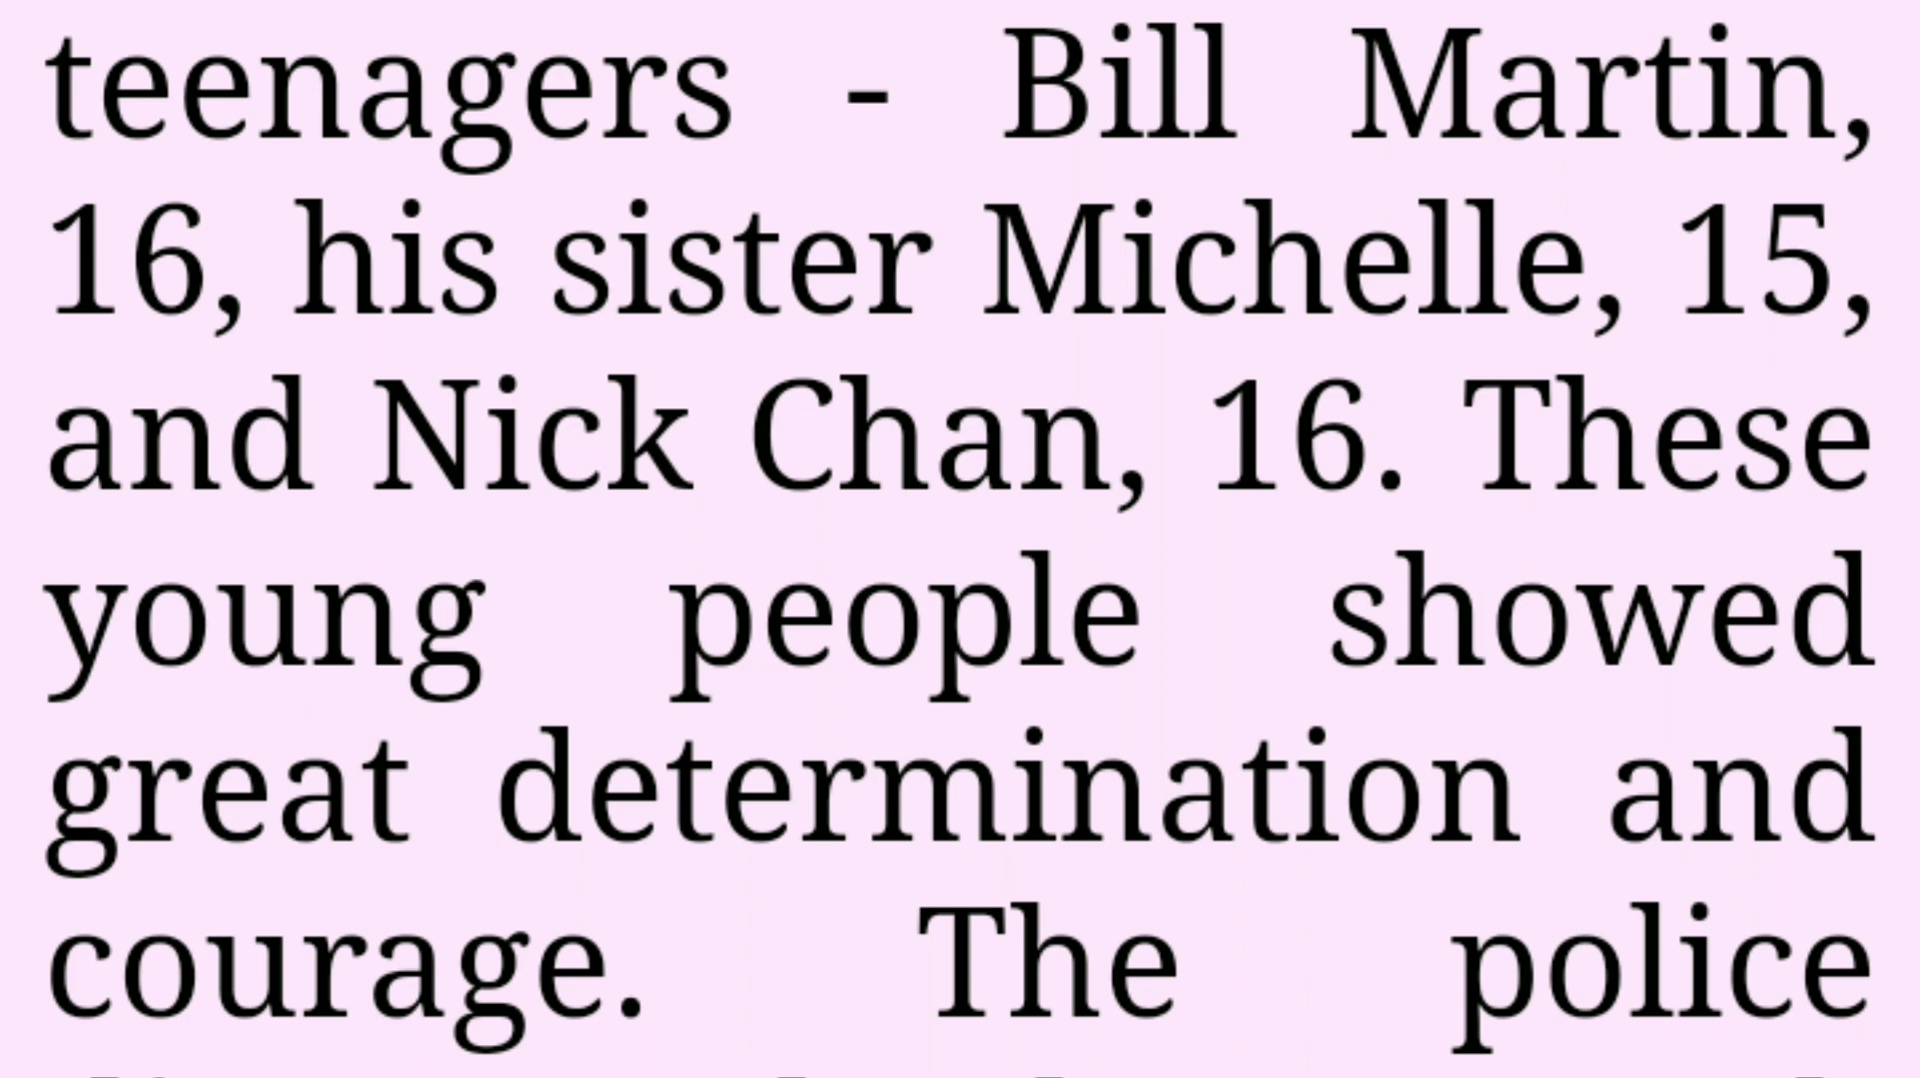 teenagers - Bill Martin,
16, his sister Michelle, 15,
and Nick Chan, 16. These
young people showed
great determination and
courage. The police